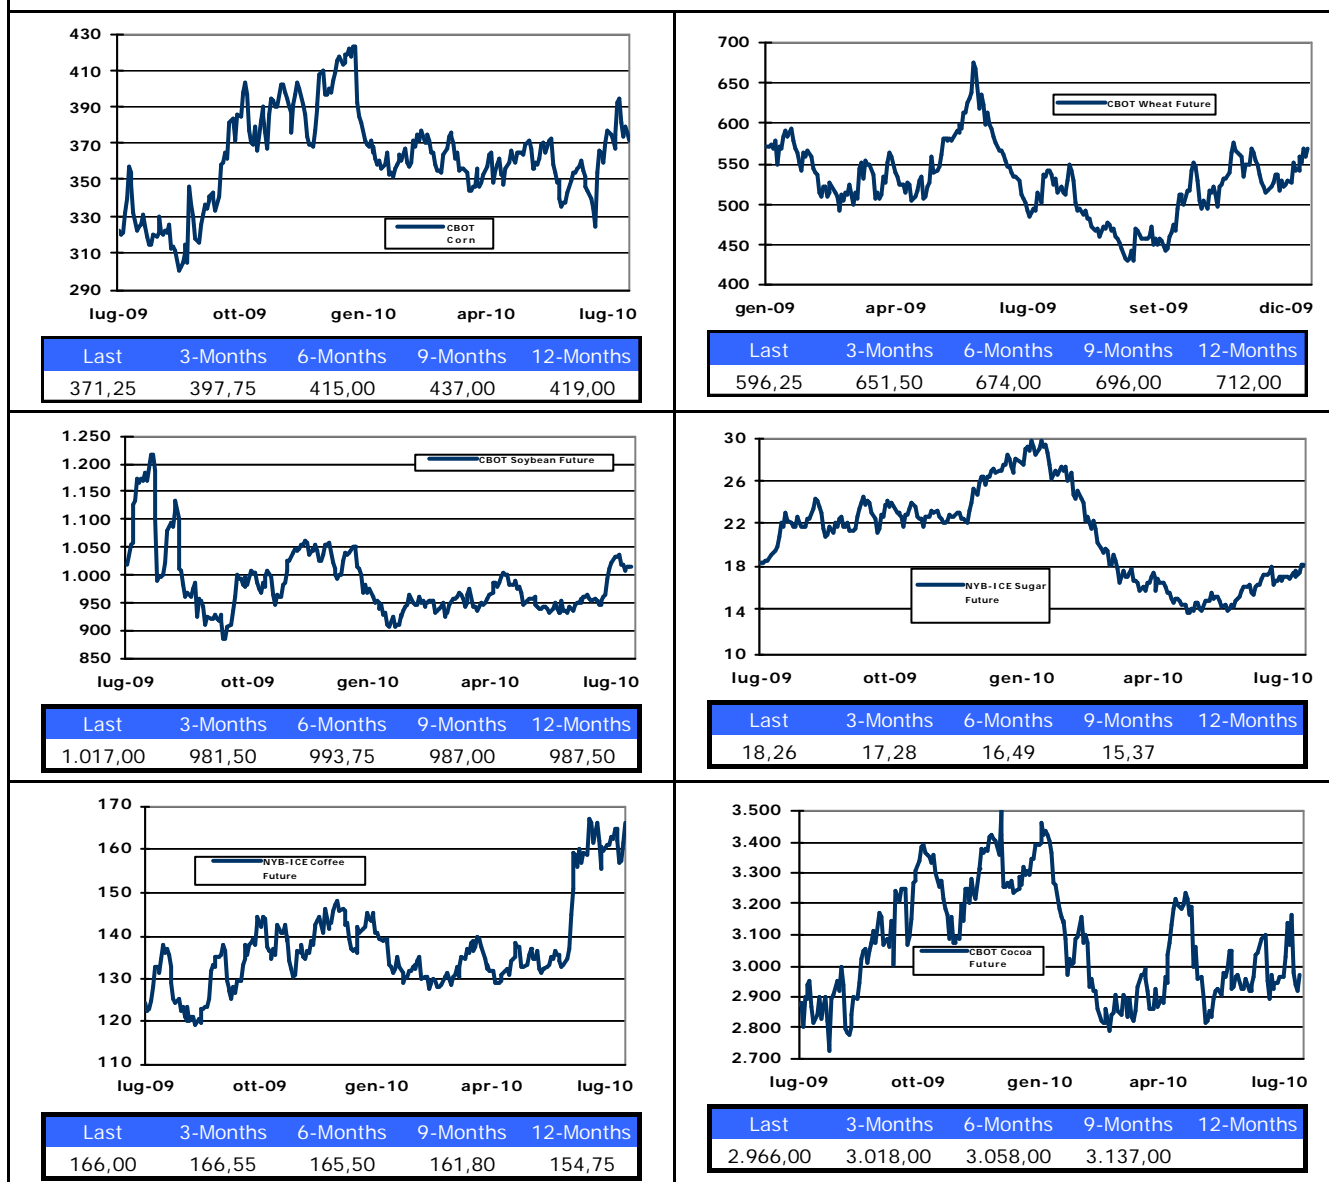 430
410
390
370
350
330
310
290
CBOT
Corn
lug-09 ott-09 gen-10 apr-10 lug-10
Last 3-Months 6-Months 9-Months 12-Months
371,25 397,75 415,00 437,00 419,00
700
650
600
550
500
450
400
CBOT Wheat Future
gen-09 apr-09 lug-09 set-09 dic-09
Last 3-Months 6-Months 9-Months 12-Months
596,25 651,50 674,00 696,00 712,00
1.250
1.200
1.150
1.100
1.050
1.000
950
900
850
CBOT Soybean Future
lug-09 ott-09 gen-10 apr-10 lug-10
Last 3-Months 6-Months 9-Months 12-Months
1.017,00 981,50 993,75 987,00 987,50
30
26
22
18
14
10
NYB-ICE Sugar
Future
lug-09 ott-09 gen-10 apr-10 lug-10
Last 3-Months 6-Months 9-Months 12-Months
18,26 17,28 16,49 15,37
170
160
150
140
130
120
110
NYB-ICE Coffee
Future
lug-09 ott-09 gen-10 apr-10 lug-10
Last 3-Months 6-Months 9-Months 12-Months
166,00 166,55 165,50 161,80 154,75
3.500
3.400
3.300
3.200
3.100
3.000
2.900
2.800
2.700
CBOT Cocoa
Future
lug-09 ott-09 gen-10 apr-10 lug-10
Last 3-Months 6-Months 9-Months 12-Months
2.966,00 3.018,00 3.058,00 3.137,00